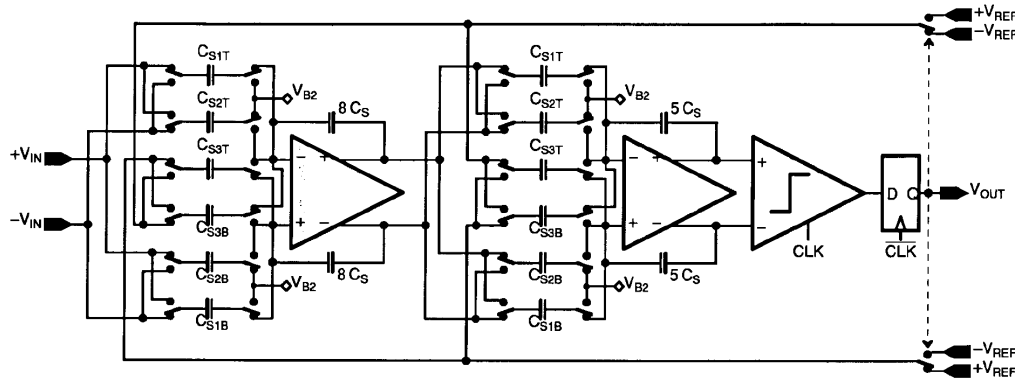 +VREF
−VREF
CS1T
CS1T
CS2T
VB2
8 CS
CS2T
VB2
5 CS
CS3T
CS3T
+VIN
− +
− +
+
D Q
VOUT
−VIN
+ −
+ −
−
CS3B
CS3B
CLK
CLK
CS2B
CS2B
VB2
8 CS
VB2
5 CS
CS1B
CS1B
−VREF
+VREF